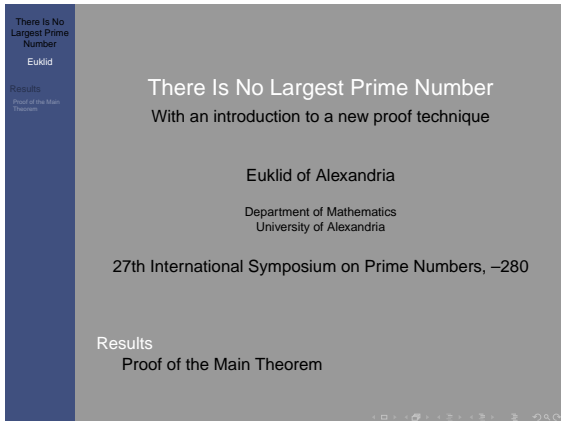 There Is No
Largest Prime
Number
Euklid
Results
Proof of the Main
Theorem
There Is No Largest Prime Number
With an introduction to a new proof technique
Euklid of Alexandria
Department of Mathematics
University of Alexandria
27th International Symposium on Prime Numbers, –280
Results
Proof of the Main Theorem